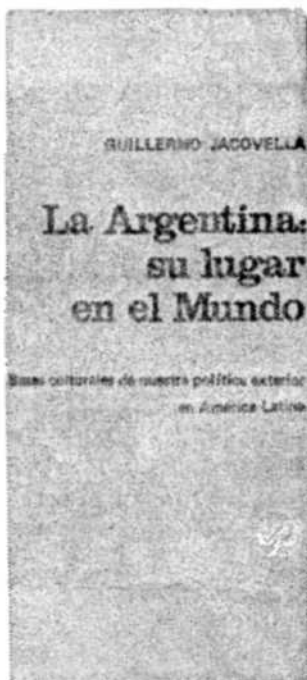 GUILLERMO JACOVELLA
La Argentina:
su lugar
en el Mundo
Bases culturales de nuestra política exterior
en América Latina